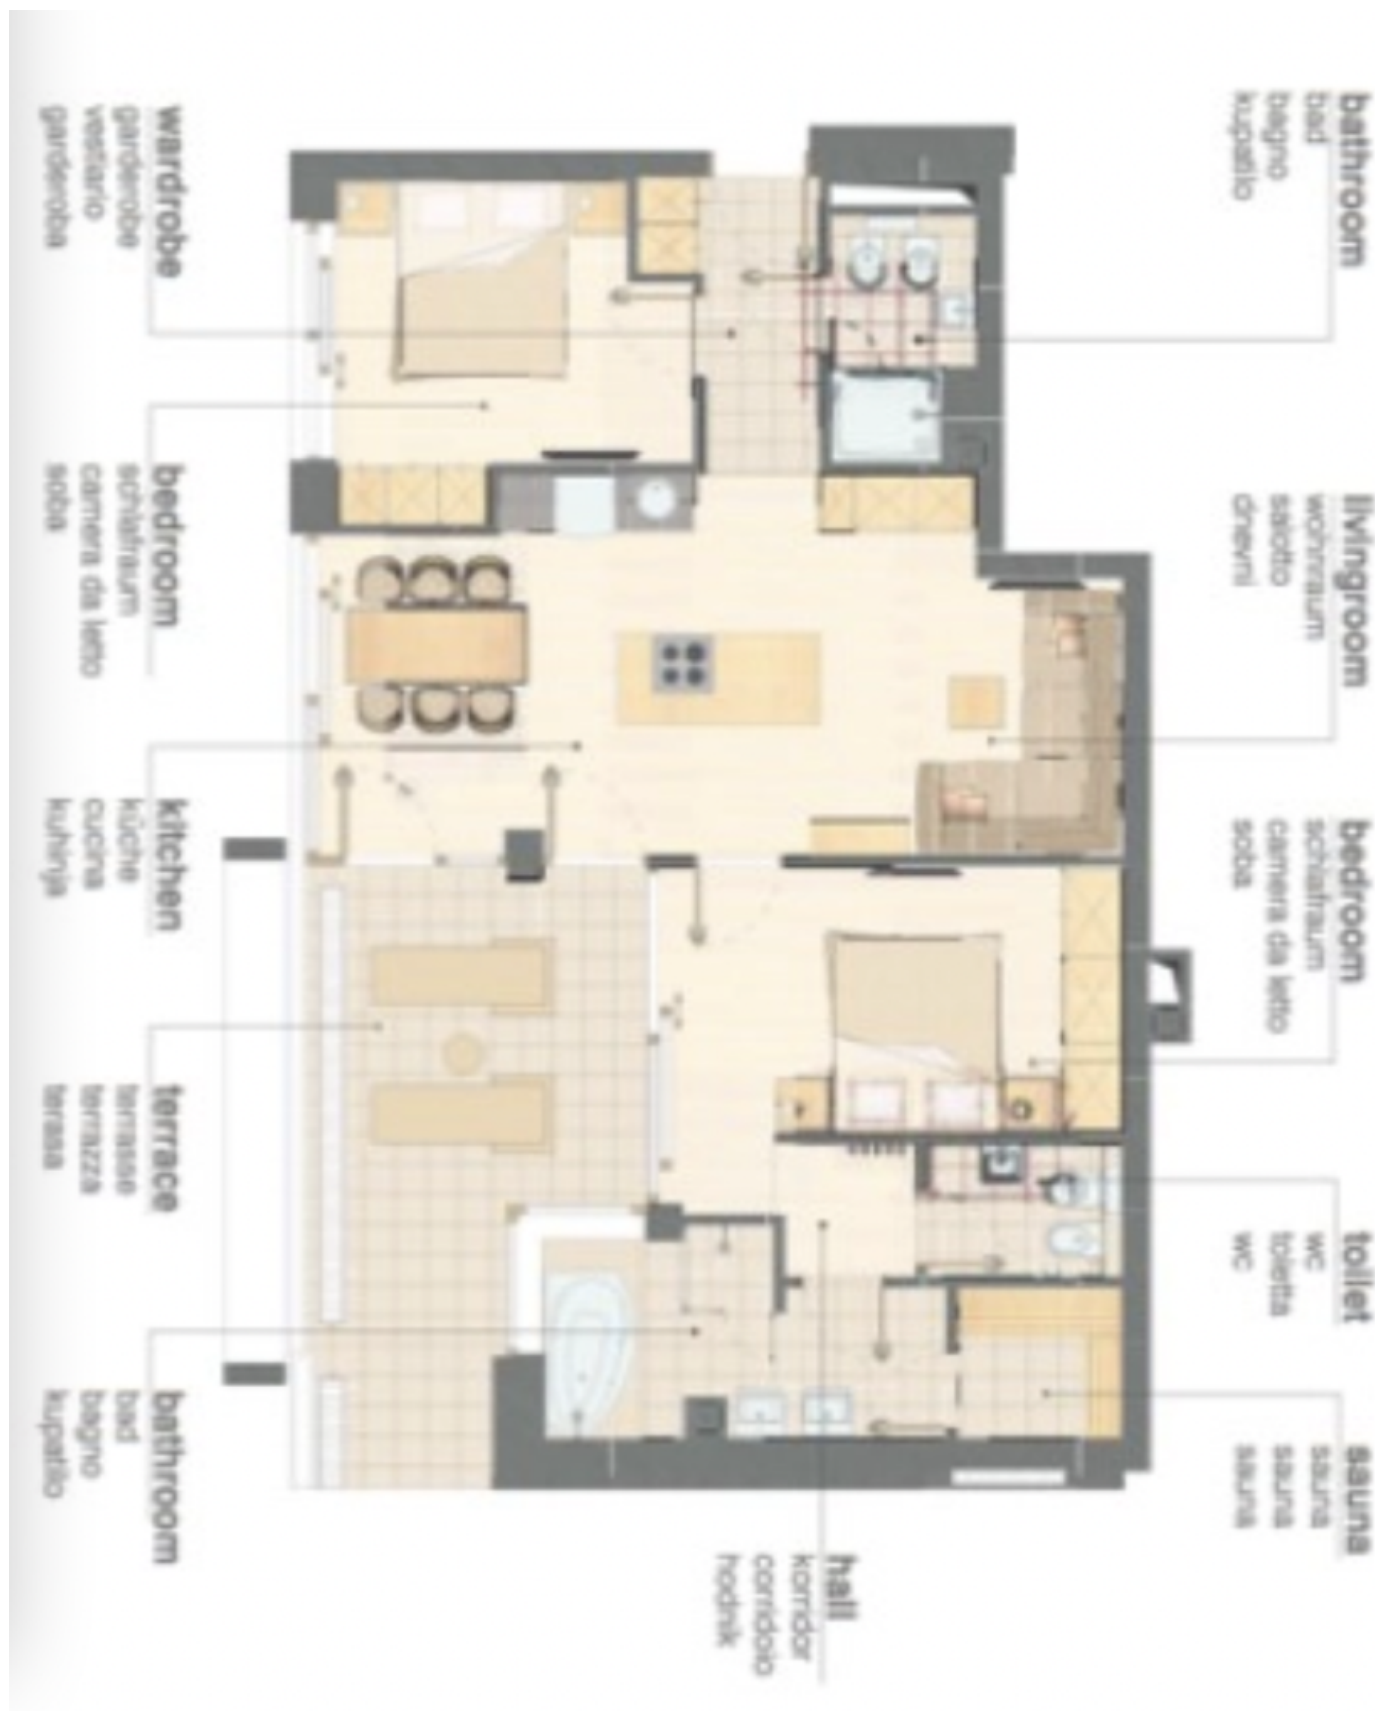 bathroom
bad
bagno
kupatilo
livingroom
wohnraum
salotto
dnevni
bedroom
schlafraum
camera da letto
soba
toilet
wc
toletta
wc
sauna
sauna
sauna
sauna
hall
korridor
corridoio
hodnik
wardrobe
garderobe
vestiario
garderoba
bedroom
schlafraum
camera da letto
soba
kitchen
küche
cucina
kuhinja
terrace
terrasse
terrazza
terasa
bathroom
bad
bagno
kupatilo